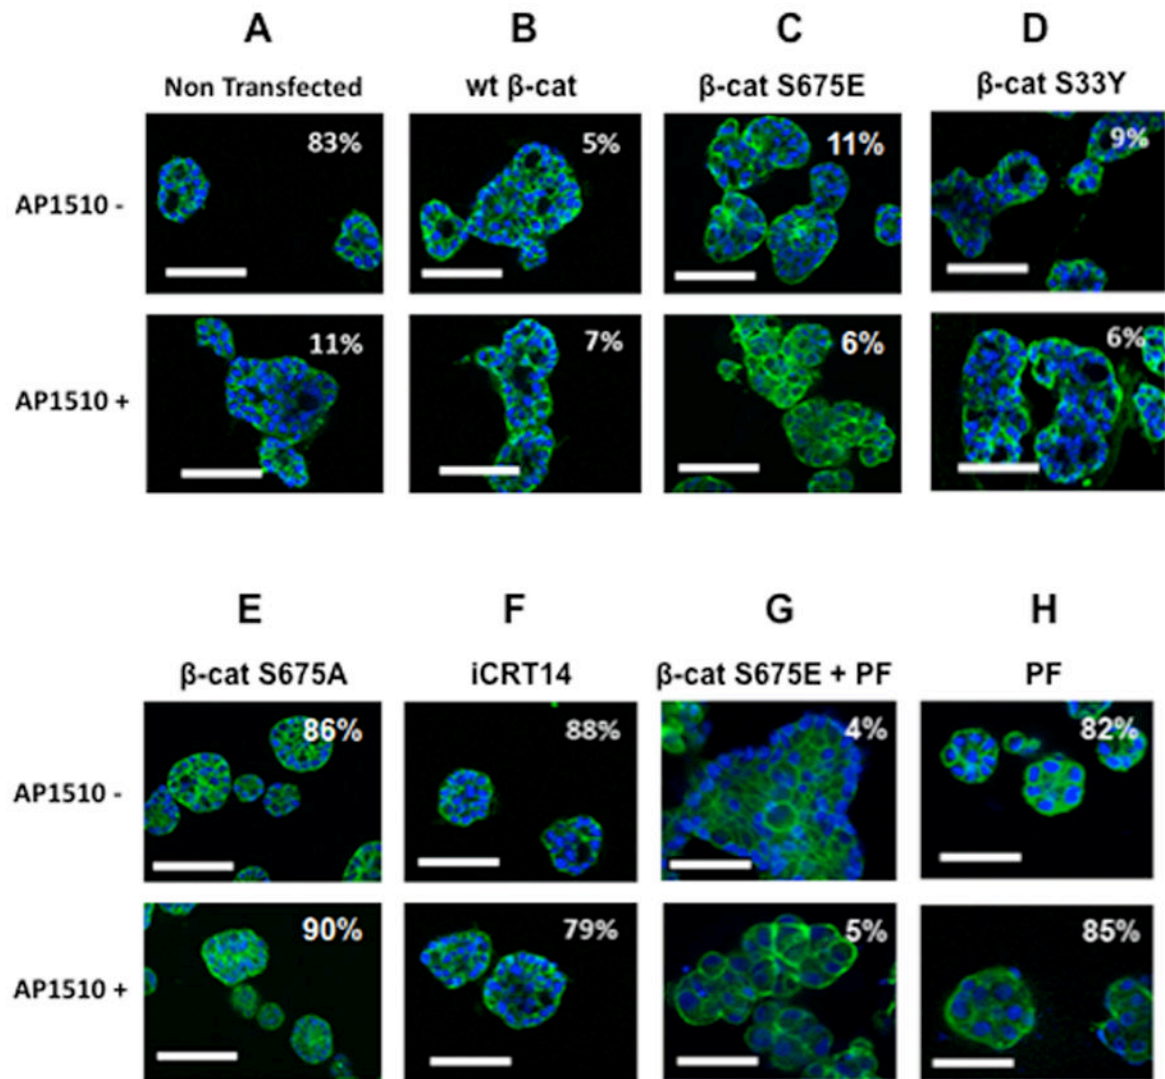 A B C D
Non Transfected wt β-cat β-cat S675E β-cat S33Y
AP1510 - 83% 5% 11% 9%
AP1510 + 11% 7% 6% 6%
E F G H
β-cat S675A iCRT14 β-cat S675E + PF PF
AP1510 - 86% 88% 4% 82%
AP1510 + 90% 79% 5% 85%